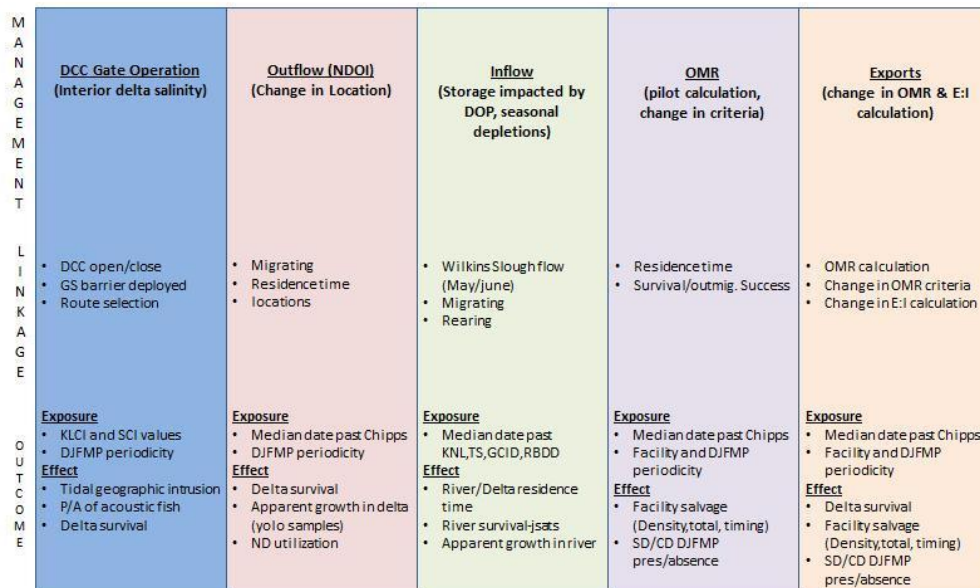 MANAGEMENT
LINKAGE
OUTCOME
DCC Gate Operation
(Interior delta salinity)
• DCC open/close
• GS barrier deployed
• Route selection
Exposure
• KLCI and SCI values
• DJFMP periodicity
Effect
• Tidal geographic intrusion
• P/A of acoustic fish
• Delta survival
Outflow (NDOI)
(Change in Location)
• Migrating
• Residence time
• locations
Exposure
• Median date past Chipps
• DJFMP periodicity
Effect
• Delta survival
• Apparent growth in delta
(yolo samples)
• ND utilization
Inflow
(Storage impacted by
DOP, seasonal
depletions)
• Wilkins Slough flow
(May/june)
• Migrating
• Rearing
Exposure
• Median date past
KNL,TS,GCID,RBDD
Effect
• River/Delta residence
time
• River survival-jsats
• Apparent growth in river
OMR
(pilot calculation,
change in criteria)
• Residence time
• Survival/outmig. Success
Exposure
• Median date past Chipps
• Facility and DJFMP
periodicity
Effect
• Facility salvage
(Density,total, timing)
• SD/CD DJFMP
pres/absence
Exports
(change in OMR & E:I
calculation)
• OMR calculation
• Change in OMR criteria
• Change in E:I calculation
Exposure
• Median date past Chipps
• Facility and DJFMP
periodicity
Effect
• Delta survival
• Facility salvage
(Density,total, timing)
• SD/CD DJFMP
pres/absence